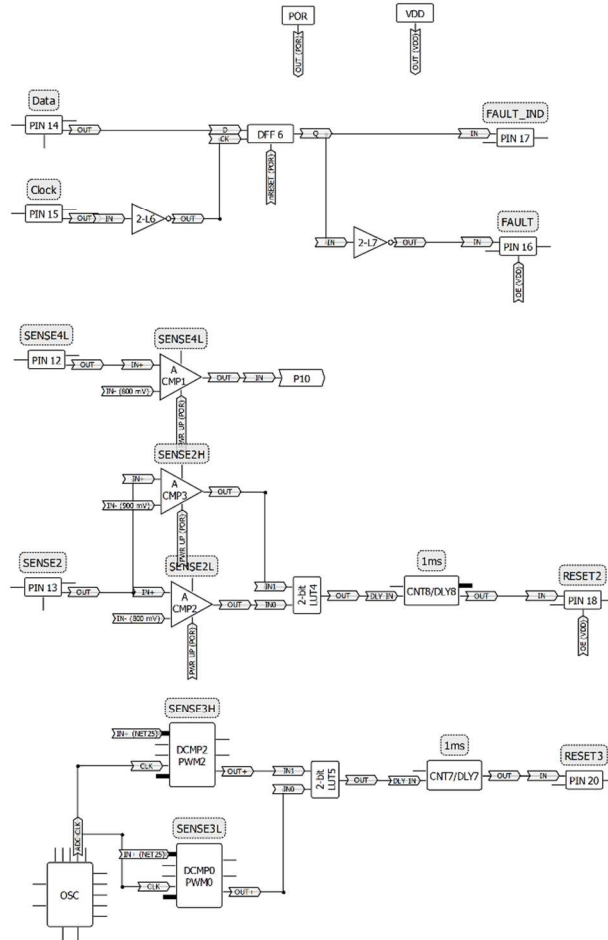 POR
VDD
OUT (POR)
OUT (VDD)
Data
PIN 14
OUT
D
CK
DFF 6
Q
nRESET (POR)
FAULT_IND
IN
PIN 17
Clock
PIN 15
OUT
IN
2-L6
OUT
IN
2-L7
OUT
IN
FAULT
PIN 16
OE (VDD)
SENSE4L
PIN 12
OUT
IN+
IN- (800 mV)
SENSE4L
A
CMP1
PWR UP (POR)
OUT
IN
P10
SENSE2H
IN+
IN- (900 mV)
A
CMP3
PWR UP (POR)
OUT
SENSE2
PIN 13
OUT
SENSE2L
IN+
IN- (800 mV)
A
CMP2
PWR UP (POR)
OUT
IN1
IN0
2-bit
LUT4
OUT
DLY IN
1ms
CNT8/DLY8
OUT
IN
RESET2
PIN 18
OE (VDD)
SENSE3H
IN+ (NET25)
CLK
DCMP2
PWM2
OUT+
IN1
IN0
2-bit
LUT5
OUT
DLY IN
1ms
CNT7/DLY7
OUT
IN
RESET3
PIN 20
ADC CLK
OSC
SENSE3L
IN+ (NET25)
CLK
DCMP0
PWM0
OUT+